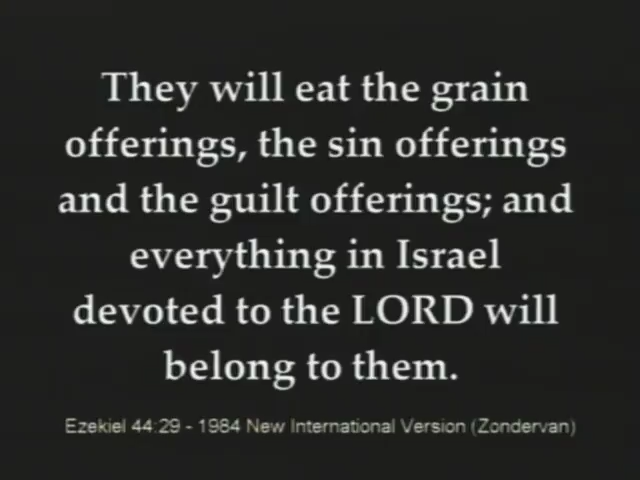 They will eat the grain
offerings, the sin offerings
and the guilt offerings; and
everything in Israel
devoted to the LORD will
belong to them.
Ezekiel 44:29 - 1984 New International Version (Zondervan)